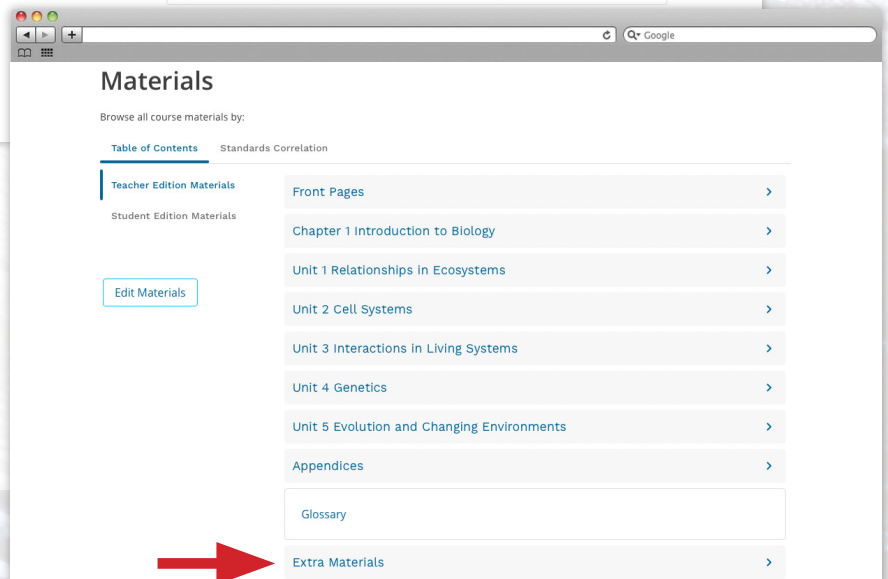 Google
Materials
Browse all course materials by:
Table of Contents Standards Correlation
Teacher Edition Materials
Student Edition Materials
Edit Materials
Front Pages
Chapter 1 Introduction to Biology
Unit 1 Relationships in Ecosystems
Unit 2 Cell Systems
Unit 3 Interactions in Living Systems
Unit 4 Genetics
Unit 5 Evolution and Changing Environments
Appendices
Glossary
Extra Materials